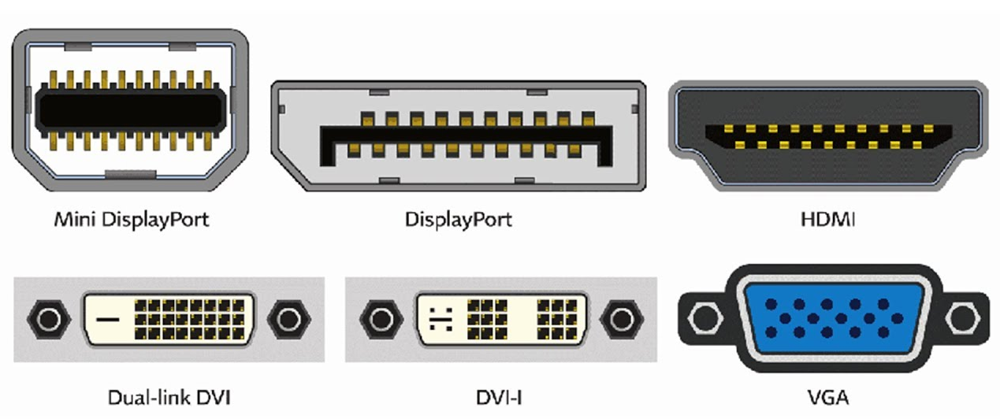 Mini DisplayPort
DisplayPort
HDMI
Dual-link DVI
DVI-I
VGA